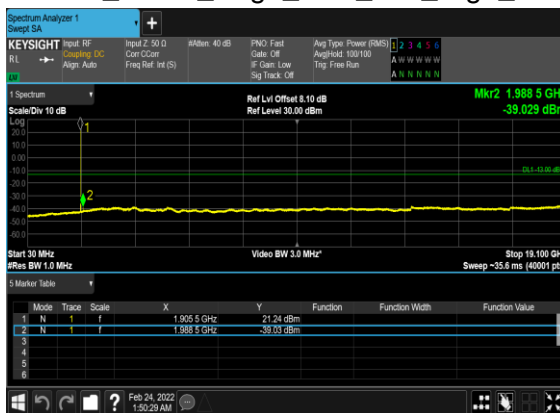 Spectrum Analyzer 1
Swept SA
KEYSIGHT Input: RF Input Z: 50 Ω #Atten: 40 dB PNO: Fast Avg Type: Power (RMS) 1 2 3 4 5 6
RL Coupling: DC Corr CCorr Gate: Off Avg|Hold: 100/100 A W W W W W
Align: Auto Freq Ref: Int (S) IF Gain: Low Trig: Free Run A N N N N N
LXI Sig Track: Off
1 Spectrum Ref Lvl Offset 8.10 dB Mkr2 1.988 5 GH
Scale/Div 10 dB Ref Level 30.00 dBm -39.029 dBr
Log
20.0 1
10.0
0.00
-10.0 DL1 -13.00 dB
-20.0
-30.0 2
-40.0
-50.0
-60.0
Start 30 MHz Video BW 3.0 MHz* Stop 19.100 GH
#Res BW 1.0 MHz Sweep ~35.6 ms (40001 pt
5 Marker Table
Mode Trace Scale X Y Function Function Width Function Value
1 N 1 f 1.905 5 GHz 21.24 dBm
2 N 1 f 1.988 5 GHz -39.03 dBm
3
4
5
6
? Feb 24, 2022
1:50:29 AM